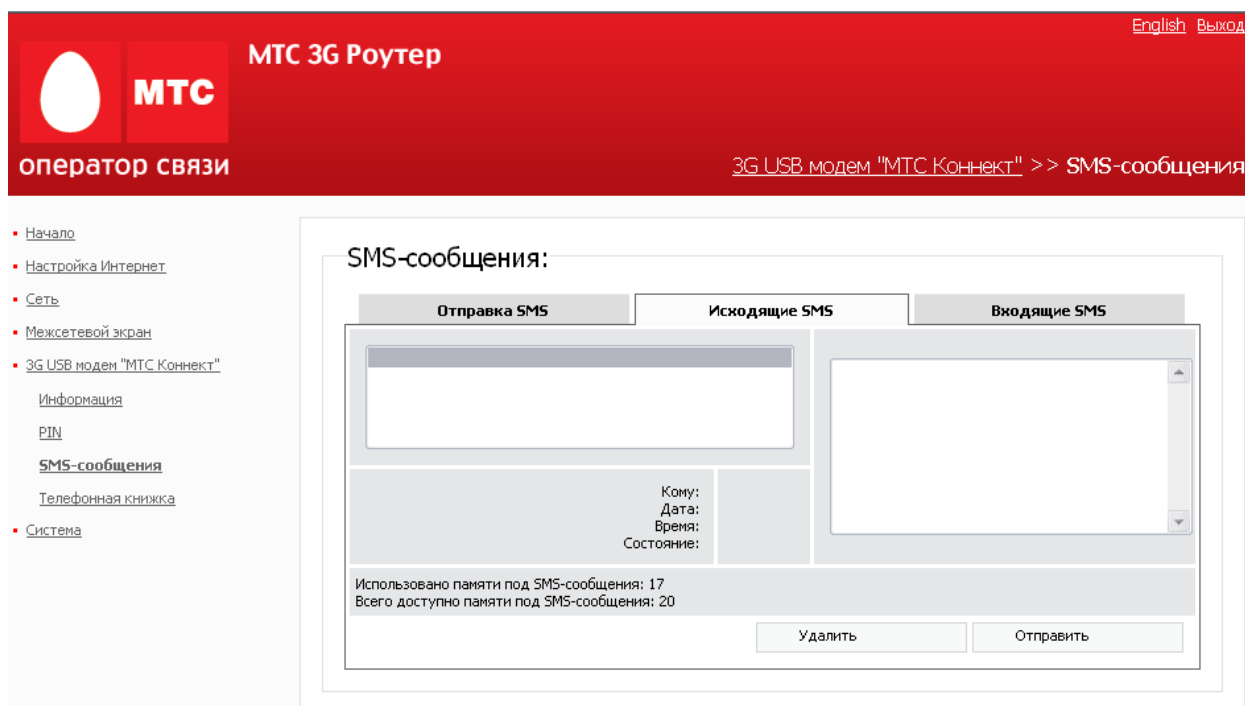 English Выход
МТС 3G Роутер
МТС
оператор связи
3G USB модем "МТС Коннект" >> SMS-сообщения
Начало
Настройка Интернет
Сеть
Межсетевой экран
3G USB модем "МТС Коннект"
Информация
PIN
SMS-сообщения
Телефонная книжка
Система
SMS-сообщения:
Отправка SMS Исходящие SMS Входящие SMS
Кому:
Дата:
Время:
Состояние:
Использовано памяти под SMS-сообщения: 17
Всего доступно памяти под SMS-сообщения: 20
Удалить Отправить